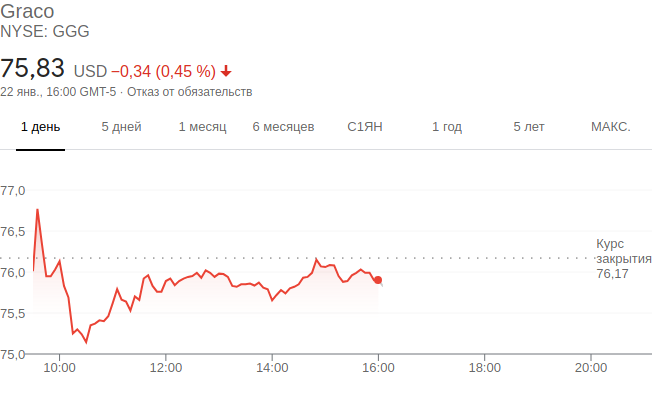 Graco
NYSE: GGG
75,83 USD −0,34 (0,45 %)
22 янв., 16:00 GMT-5 · Отказ от обязательств
1 день 5 дней 1 месяц 6 месяцев С1ЯН 1 год 5 лет МАКС.
77,0
76,5
Курс
закрытия
76,17
76,0
75,5
75,0
10:00 12:00 14:00 16:00 18:00 20:00